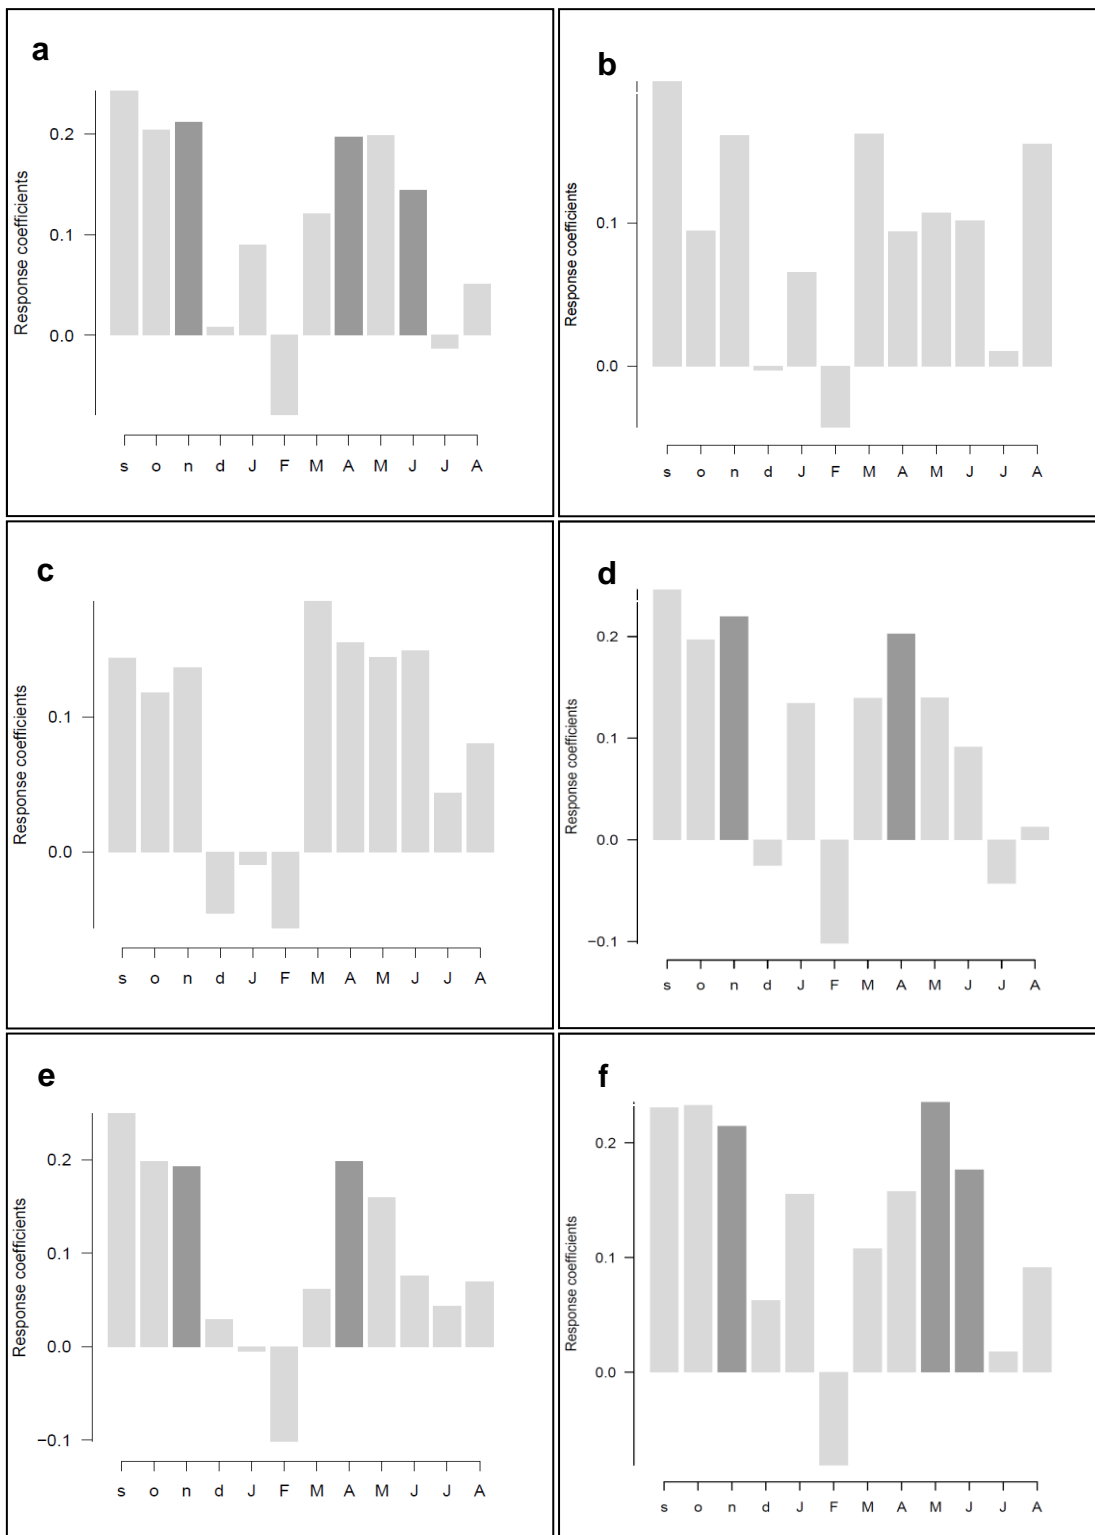 a
0.2
0.1
0.0
Response coefficients
s o n d J F M A M J J A
b
0.1
0.0
Response coefficients
s o n d J F M A M J J A
c
0.1
0.0
Response coefficients
s o n d J F M A M J J A
d
0.2
0.1
0.0
−0.1
Response coefficients
s o n d J F M A M J J A
e
0.2
0.1
0.0
−0.1
Response coefficients
s o n d J F M A M J J A
f
0.2
0.1
0.0
Response coefficients
s o n d J F M A M J J A